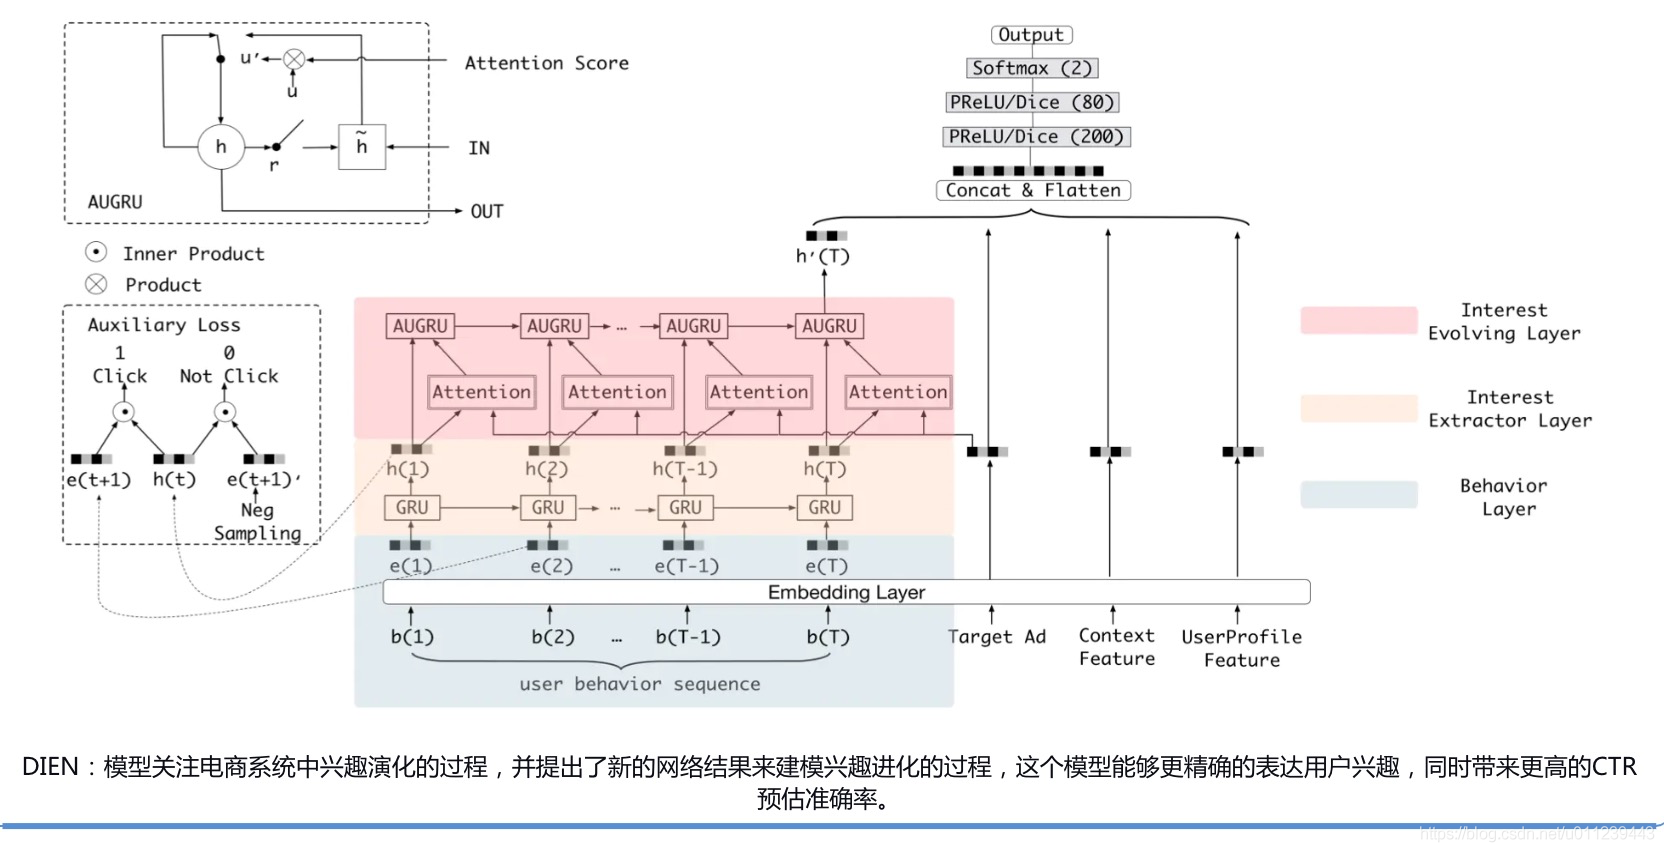 Output
Softmax (2)
PReLU/Dice (80)
PReLU/Dice (200)
Concat & Flatten
u′
Attention Score
u
h
r
h̃
IN
AUGRU
OUT
Inner Product
Product
h′(T)
Auxiliary Loss
1
Click
0
Not Click
e(t+1)
h(t)
e(t+1)′
Neg
Sampling
AUGRU
AUGRU
...
AUGRU
AUGRU
Attention
Attention
Attention
Attention
h(1)
h(2)
h(T-1)
h(T)
GRU
GRU
...
GRU
GRU
e(1)
e(2)
...
e(T-1)
e(T)
Embedding Layer
b(1)
b(2)
...
b(T-1)
b(T)
Target Ad
Context
Feature
UserProfile
Feature
user behavior sequence
Interest
Evolving Layer
Interest
Extractor Layer
Behavior
Layer
DIEN：模型关注电商系统中兴趣演化的过程，并提出了新的网络结果来建模兴趣进化的过程，这个模型能够更精确的表达用户兴趣，同时带来更高的CTR
预估准确率。
https://blog.csdn.net/u011239443